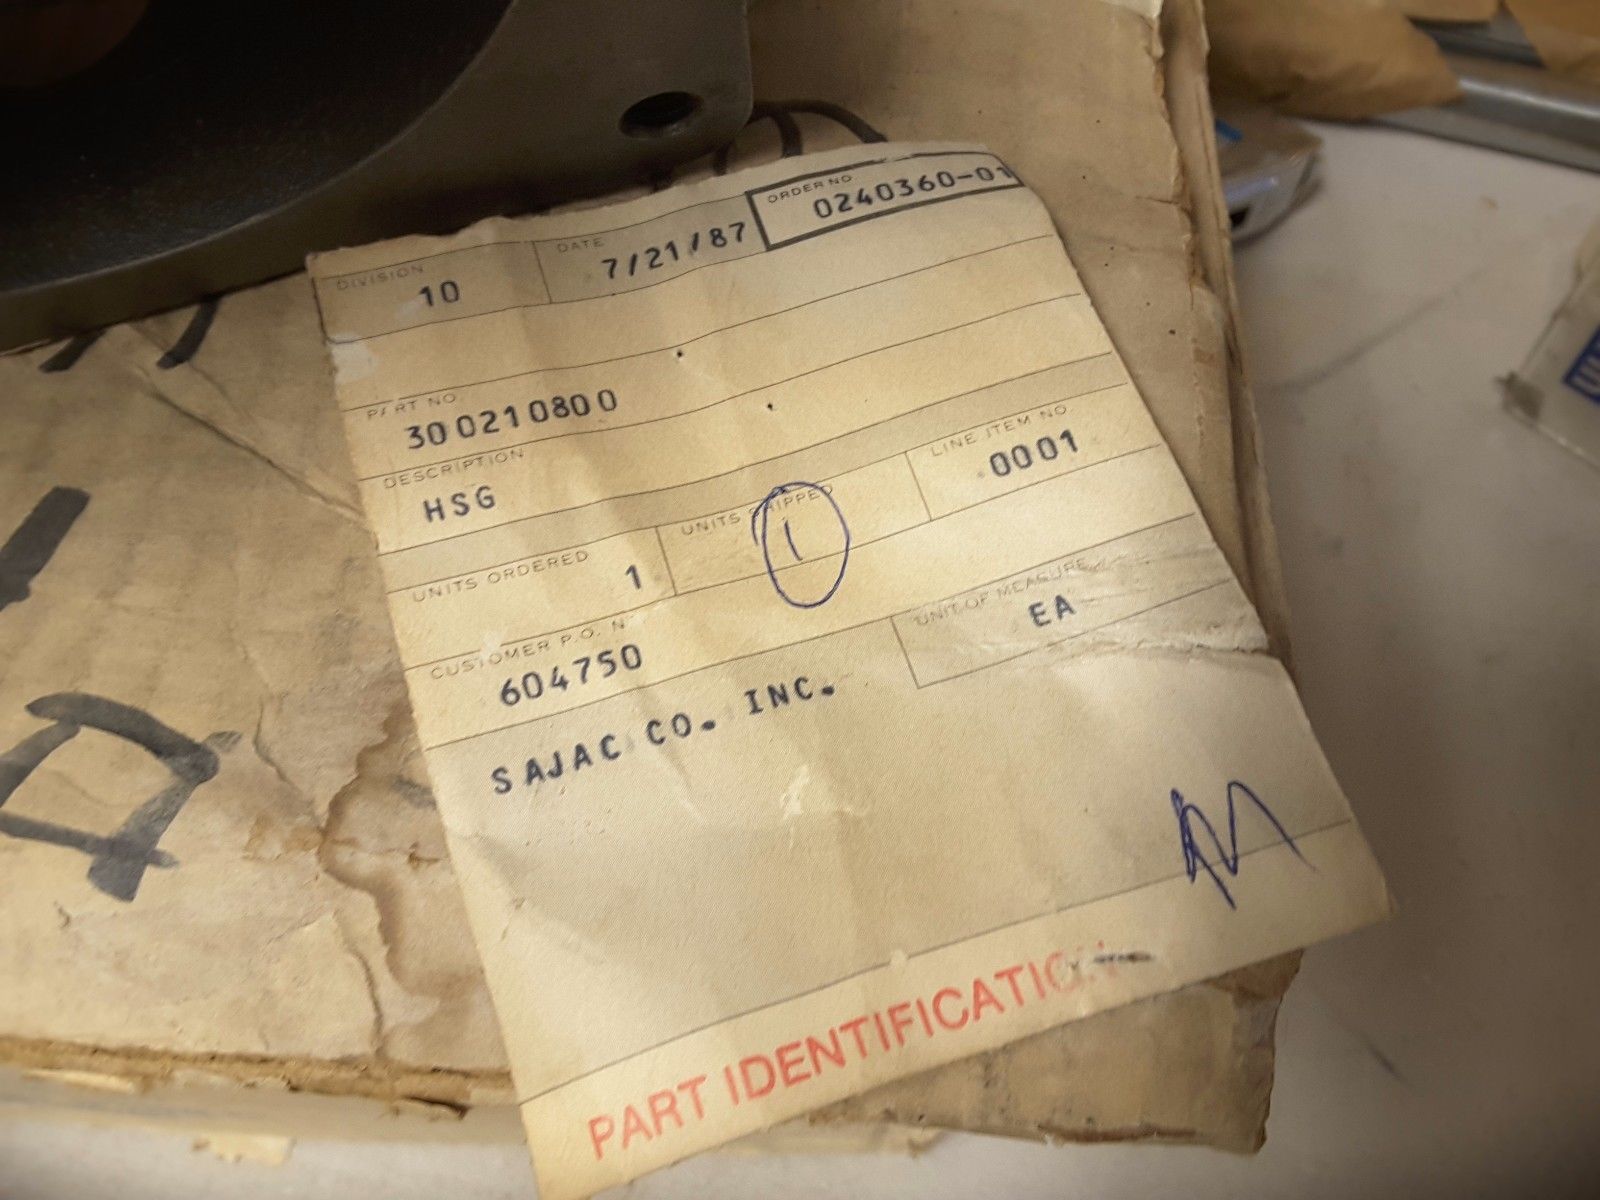 DIVISION
10
DATE
7/21/87
ORDER NO.
0240360-01
PART NO.
300210800
DESCRIPTION
HSG
UNITS ORDERED
1
UNITS SHIPPED
1
LINE ITEM NO
0001
CUSTOMER P.O. N
604750
UNIT OF MEASURE
EA
SAJAC CO. INC.
PART IDENTIFICATION